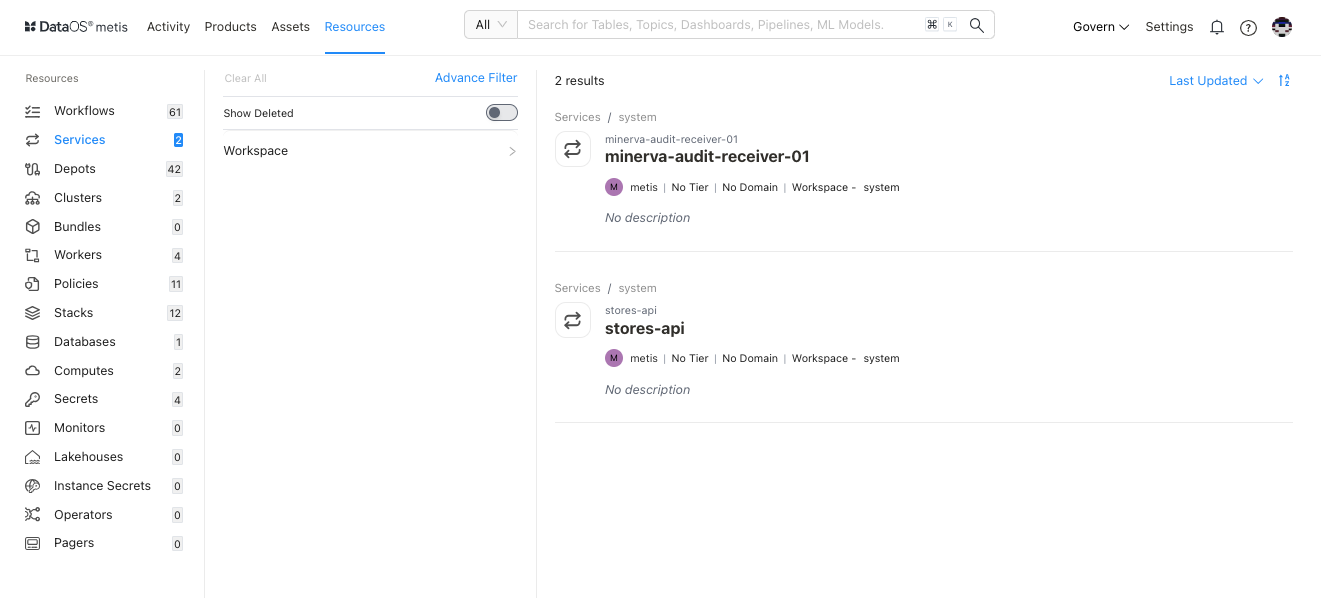 DataOS® metis Activity Products Assets Resources All Search for Tables, Topics, Dashboards, Pipelines, ML Models. ⌘ K Govern Settings
Resources
Workflows 61
Services 2
Depots 42
Clusters 2
Bundles 0
Workers 4
Policies 11
Stacks 12
Databases 1
Computes 2
Secrets 4
Monitors 0
Lakehouses 0
Instance Secrets 0
Operators 0
Pagers 0
Clear All Advance Filter
Show Deleted
Workspace
2 results Last Updated
Services / system
minerva-audit-receiver-01
minerva-audit-receiver-01
M metis | No Tier | No Domain | Workspace - system
No description
Services / system
stores-api
stores-api
M metis | No Tier | No Domain | Workspace - system
No description